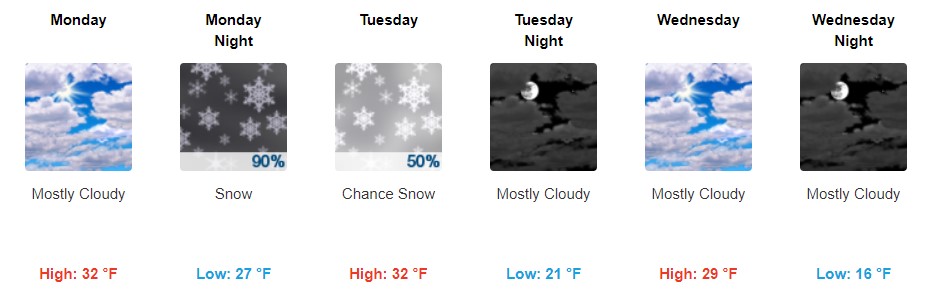 Monday
Monday
Night
Tuesday
Tuesday
Night
Wednesday
Wednesday
Night
90%
50%
Mostly Cloudy
Snow
Chance Snow
Mostly Cloudy
Mostly Cloudy
Mostly Cloudy
High: 32 °F
Low: 27 °F
High: 32 °F
Low: 21 °F
High: 29 °F
Low: 16 °F